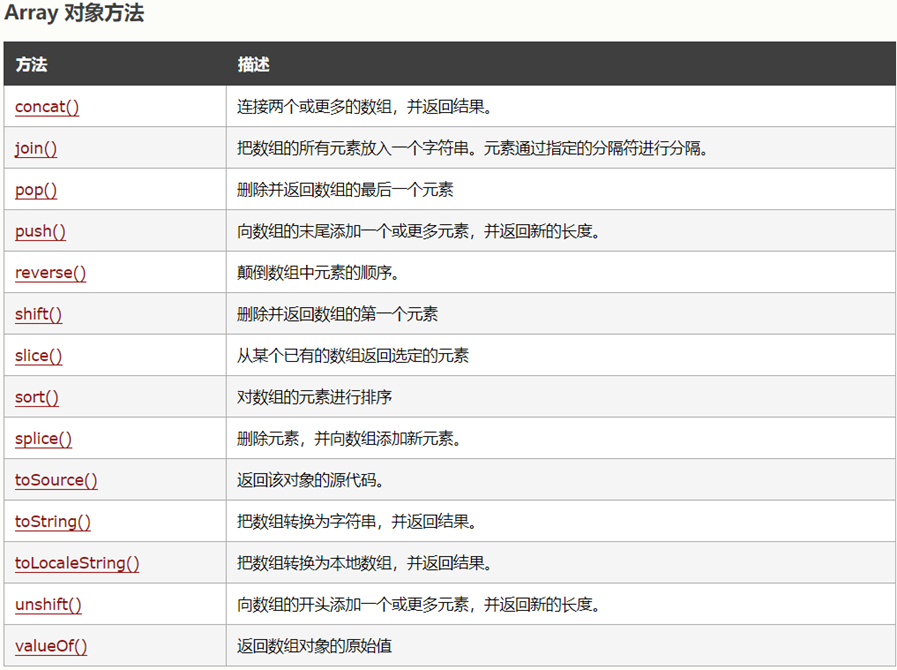 Array 对象方法
方法 描述
concat() 连接两个或更多的数组，并返回结果。
join() 把数组的所有元素放入一个字符串。元素通过指定的分隔符进行分隔。
pop() 删除并返回数组的最后一个元素
push() 向数组的末尾添加一个或更多元素，并返回新的长度。
reverse() 颠倒数组中元素的顺序。
shift() 删除并返回数组的第一个元素
slice() 从某个已有的数组返回选定的元素
sort() 对数组的元素进行排序
splice() 删除元素，并向数组添加新元素。
toSource() 返回该对象的源代码。
toString() 把数组转换为字符串，并返回结果。
toLocaleString() 把数组转换为本地数组，并返回结果。
unshift() 向数组的开头添加一个或更多元素，并返回新的长度。
valueOf() 返回数组对象的原始值